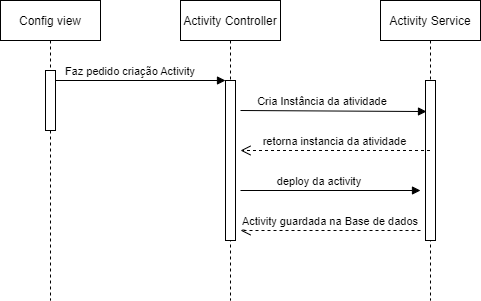 Config view
Activity Controller
Activity Service
Faz pedido criação Activity
Cria Instância da atividade
retorna instancia da atividade
deploy da activity
Activity guardada na Base de dados